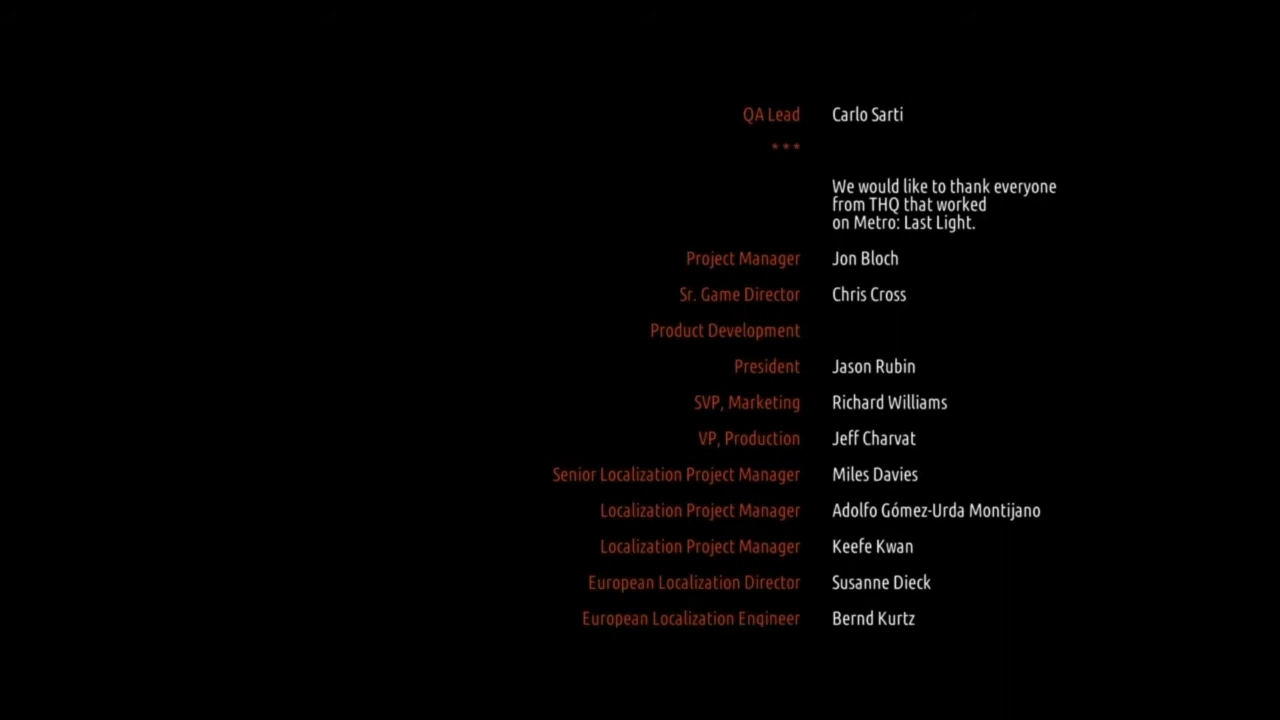 QA Lead Carlo Sarti
* * *
We would like to thank everyone
from THQ that worked
on Metro: Last Light.
Project Manager Jon Bloch
Sr. Game Director Chris Cross
Product Development
President Jason Rubin
SVP, Marketing Richard Williams
VP, Production Jeff Charvat
Senior Localization Project Manager Miles Davies
Localization Project Manager Adolfo Gómez-Urda Montijano
Localization Project Manager Keefe Kwan
European Localization Director Susanne Dieck
European Localization Engineer Bernd Kurtz